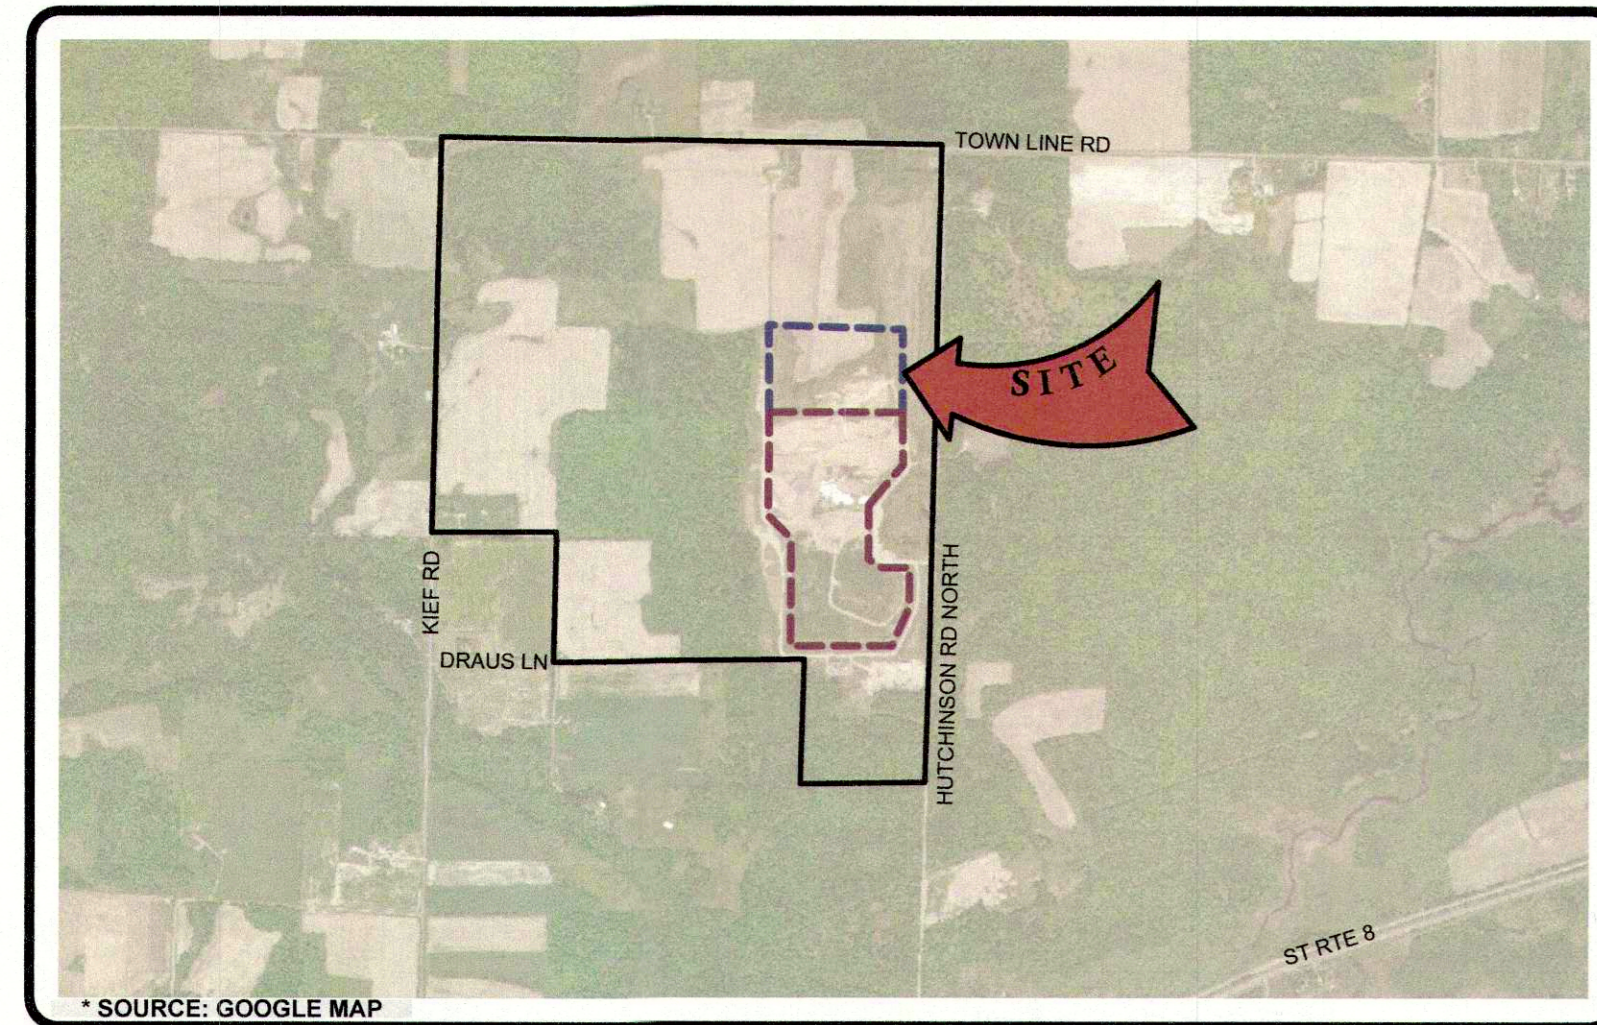 TOWN LINE RD
SITE
KIEF RD
HUTCHINSON RD NORTH
DRAUS LN
ST RTE 8
* SOURCE: GOOGLE MAP